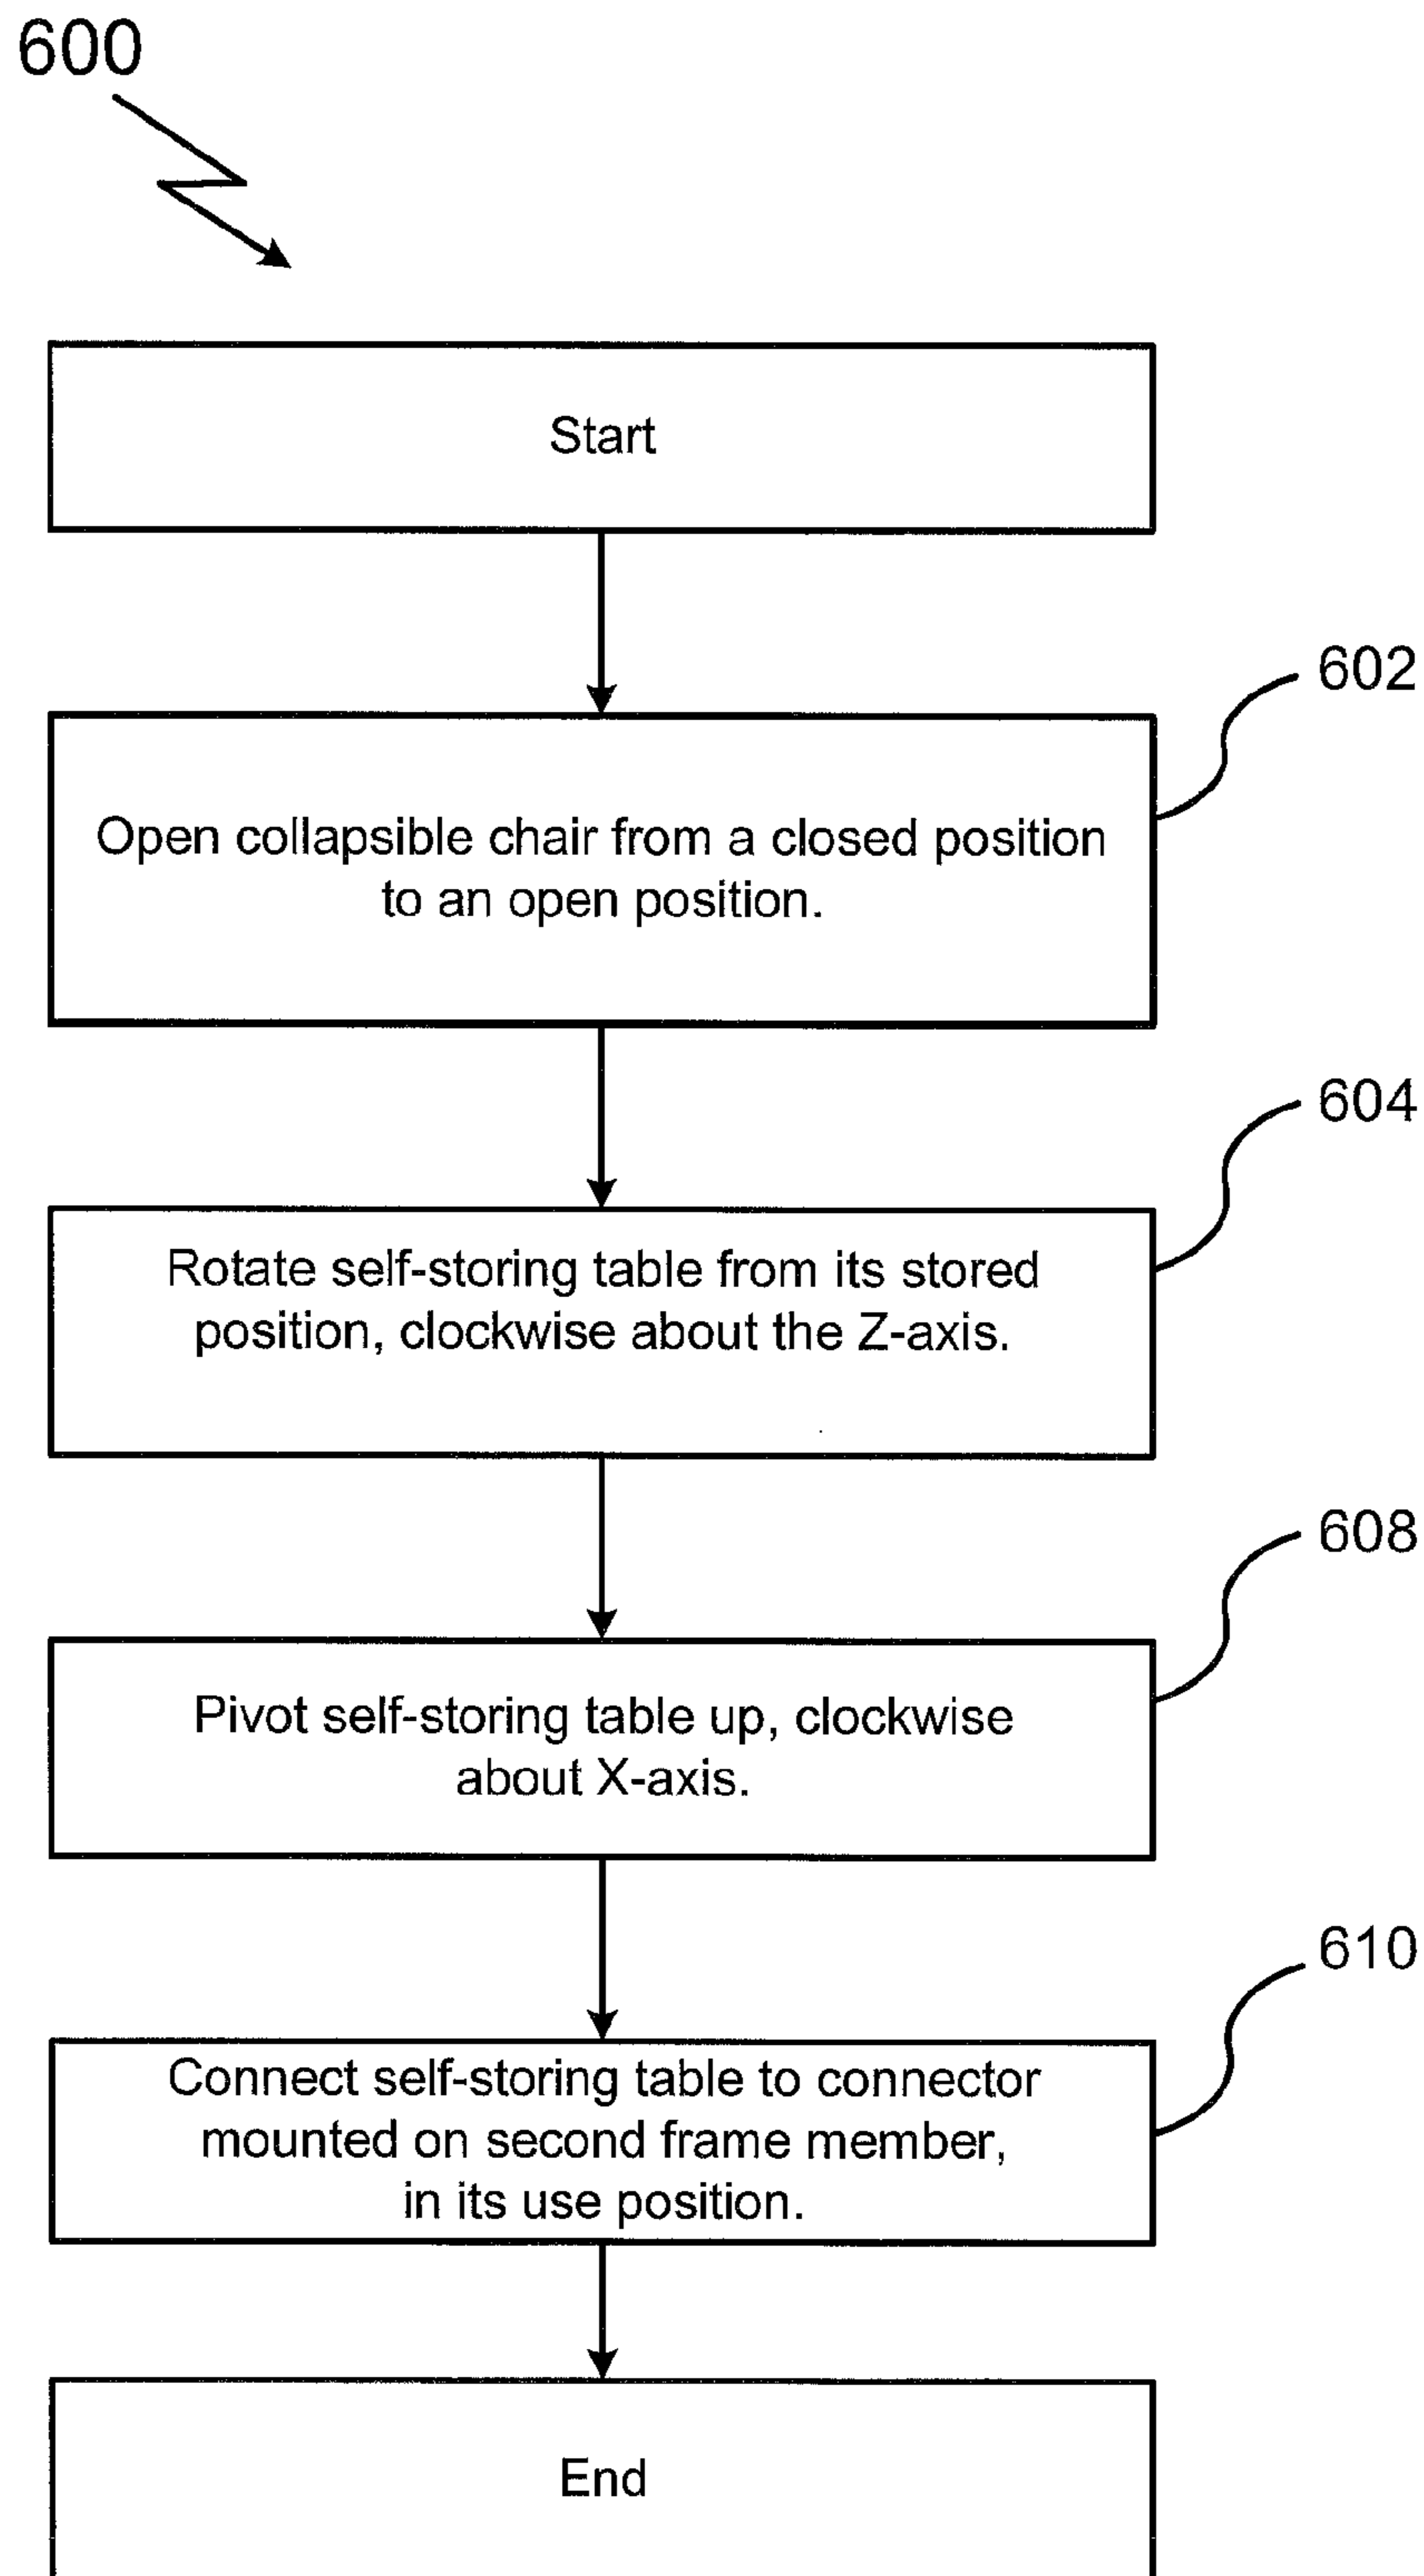 600
Start
602
Open collapsible chair from a closed position
to an open position.
604
Rotate self-storing table from its stored
position, clockwise about the Z-axis.
608
Pivot self-storing table up, clockwise
about X-axis.
610
Connect self-storing table to connector
mounted on second frame member,
in its use position.
End